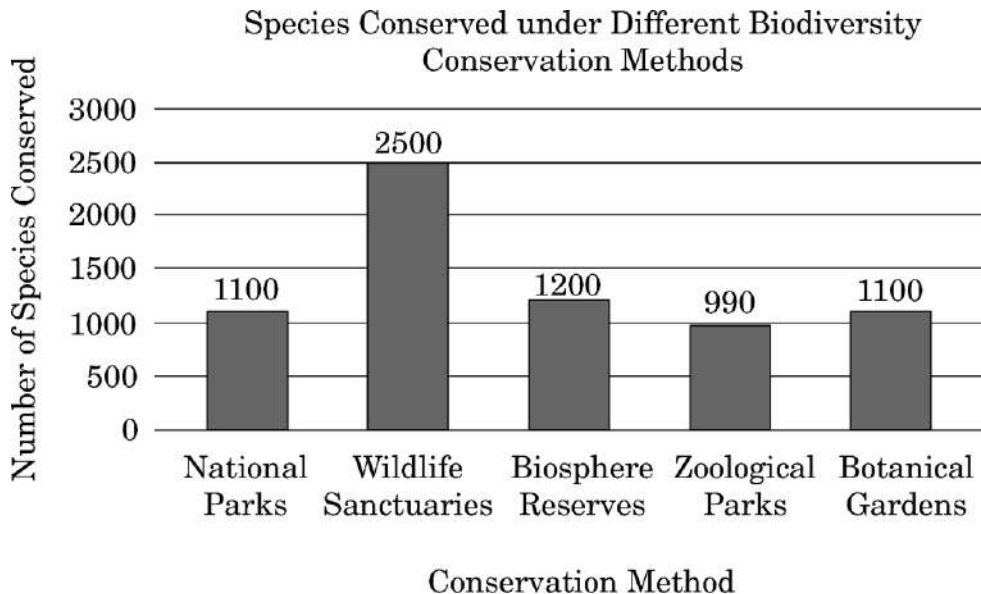 Species Conserved under Different Biodiversity
Conservation Methods
Number of Species Conserved
3000
2500
2000
1500
1000
500
0
1100
2500
1200
990
1100
National
Parks
Wildlife
Sanctuaries
Biosphere
Reserves
Zoological
Parks
Botanical
Gardens
Conservation Method